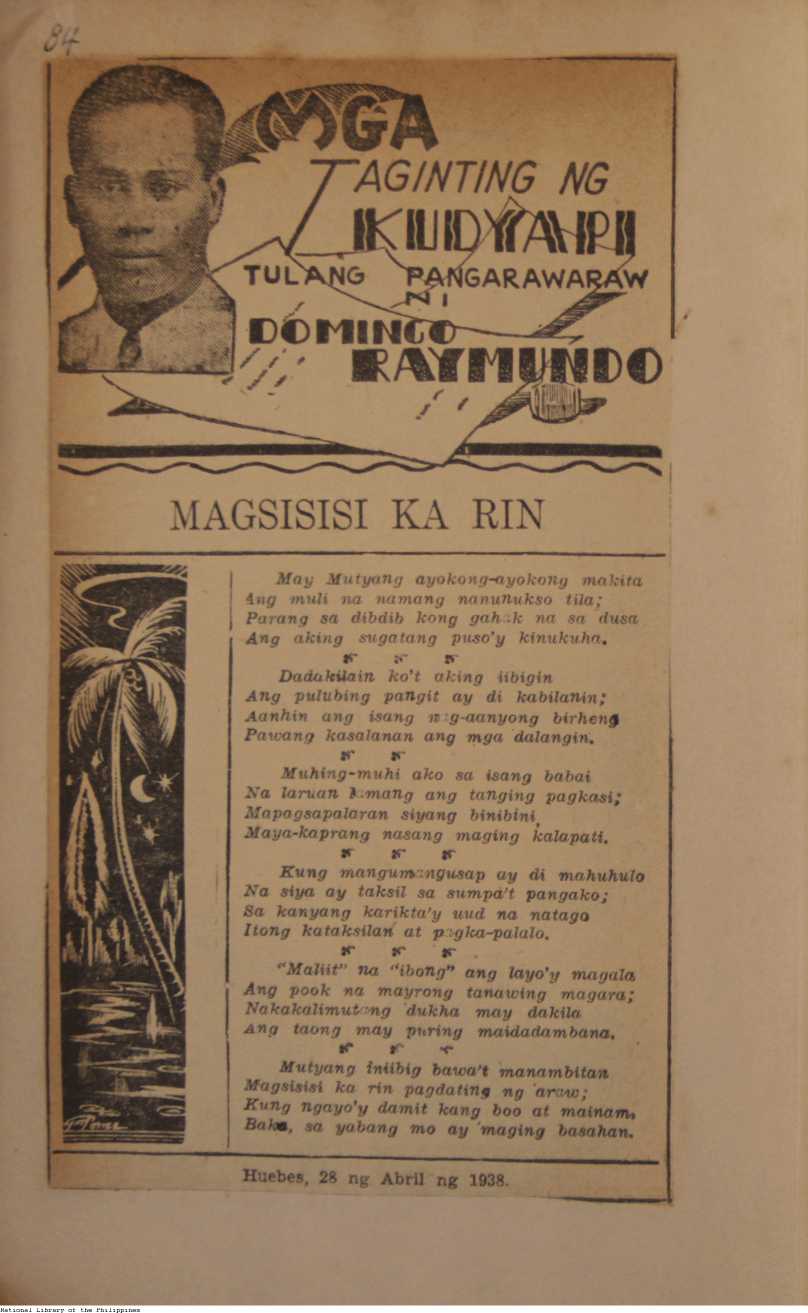 84
MGA
TAGINTING NG
KUDYAPI
TULANG PANGARAWARAW
NI
DOMINGO
RAYMUNDO
MAGSISISI KA RIN
May Mutyang ayokong-ayokong makita
Ang muli na namang nanunukso tila;
Parang sa dibdib kong gahak na sa dusa
Ang aking sugatang puso'y kinukuha.
Dadakilain ko't aking iibigin
Ang pulubing pangit ay di kabilanin;
Aanhin ang isang nag-aanyong birheng
Pawang kasalanan ang mga dalangin.
Muhing-muhi ako sa isang babai
Na laruan lamang ang tanging pagkasi;
Mapagsapalaran siyang binibini,
Maya-kaprang nasang maging kalapati.
Kung mangumangusap ay di mahuhulo
Na siya ay taksil sa sumpa't pangako;
Sa kanyang karikta'y uud na natago
Itong kataksilan at pagka-palalo.
"Maliit" na "ibong" ang layo'y magala
Ang pook na mayrong tanawing magara;
Nakakalimutang dukha may dakila
Ang taong may puring maidadambana.
Mutyang iniibig bawa't manambitan
Magsisisi ka rin pagdating ng araw;
Kung ngayo'y damit kang boo at mainam,
Baka, sa yabang mo ay maging basahan.
Huebes, 28 ng Abril ng 1938.
National Library of the Philippines